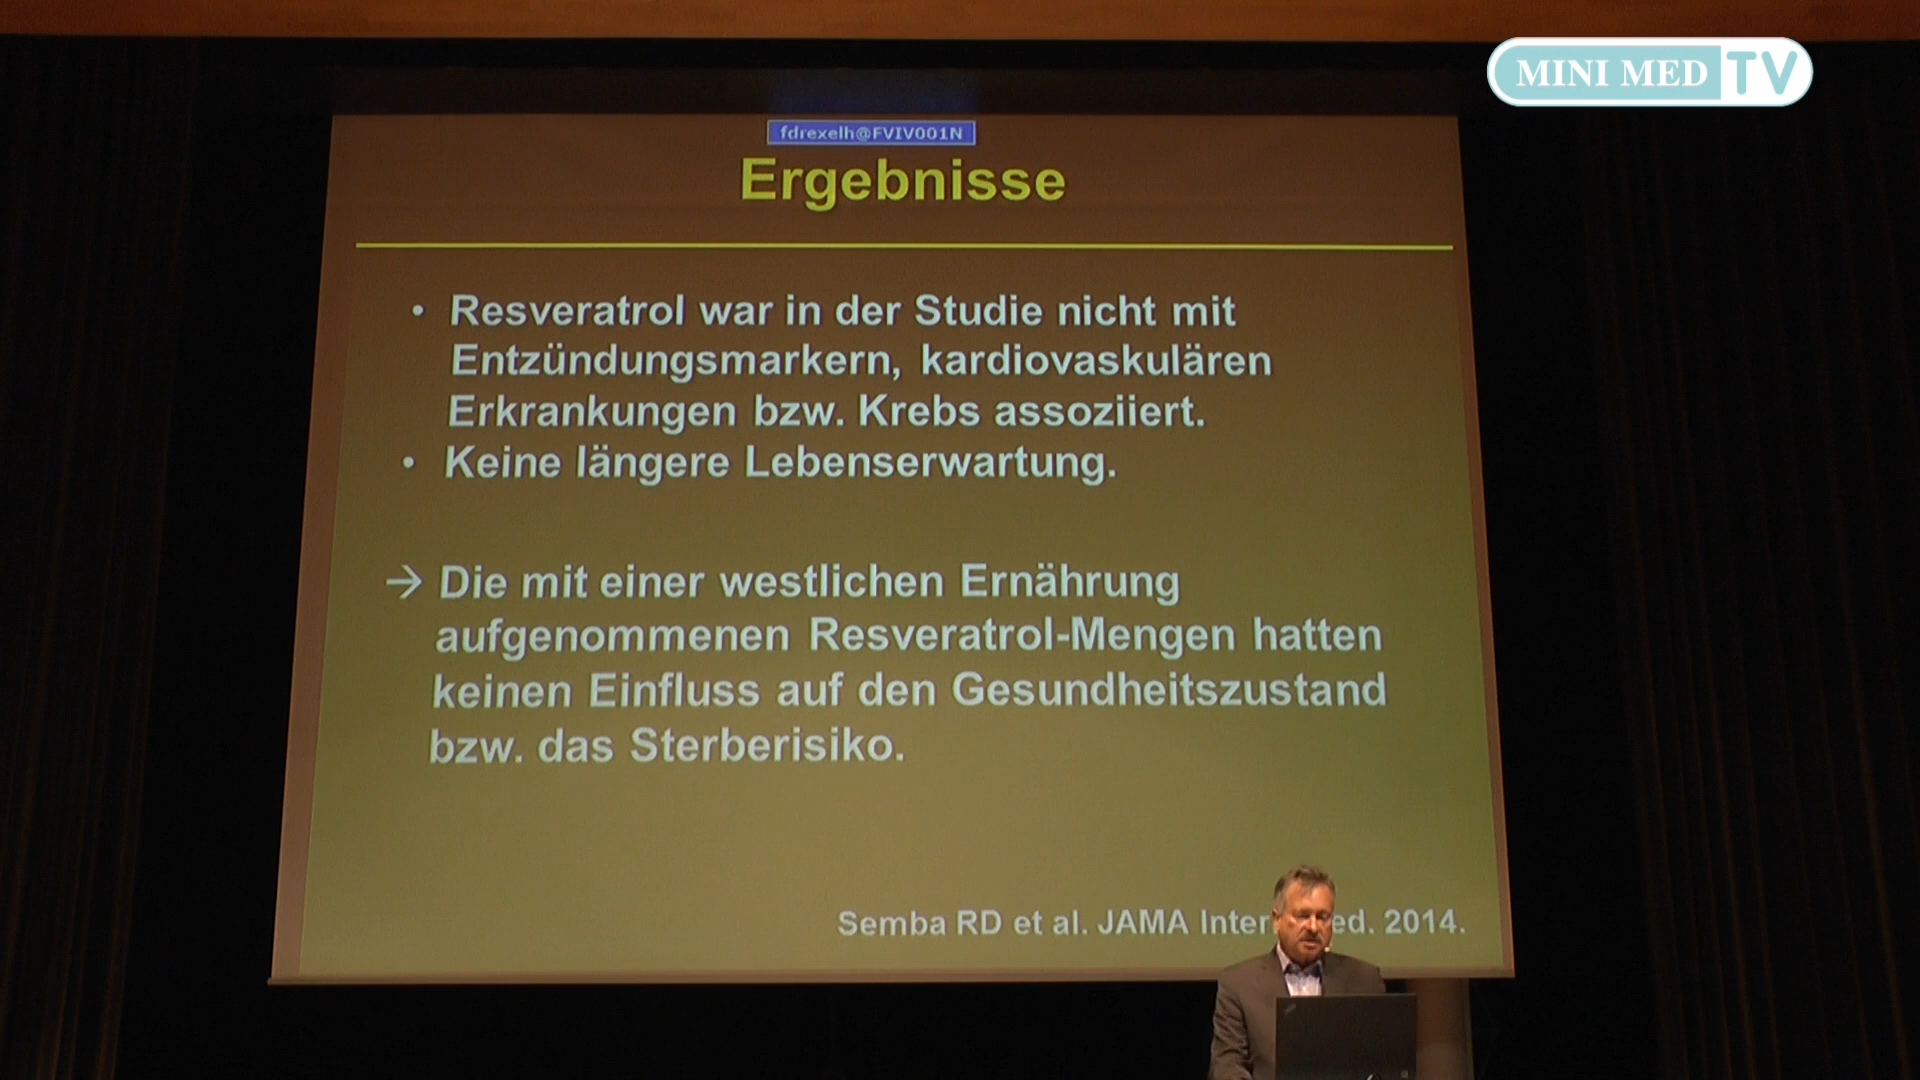 MINI MED TV
fdrexelh@FVIV001N
Ergebnisse
• Resveratrol war in der Studie nicht mit
Entzündungsmarkern, kardiovaskulären
Erkrankungen bzw. Krebs assoziiert.
• Keine längere Lebenserwartung.
→ Die mit einer westlichen Ernährung
aufgenommenen Resveratrol-Mengen hatten
keinen Einfluss auf den Gesundheitszustand
bzw. das Sterberisiko.
Semba RD et al. JAMA Inter ed. 2014.